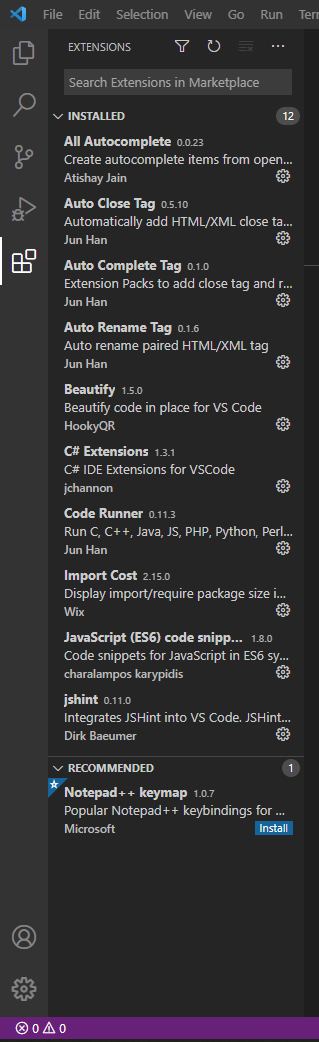 File Edit Selection View Go Run Term
EXTENSIONS
Search Extensions in Marketplace
INSTALLED 12
All Autocomplete 0.0.23
Create autocomplete items from open...
Atishay Jain
Auto Close Tag 0.5.10
Automatically add HTML/XML close ta...
Jun Han
Auto Complete Tag 0.1.0
Extension Packs to add close tag and r...
Jun Han
Auto Rename Tag 0.1.6
Auto rename paired HTML/XML tag
Jun Han
Beautify 1.5.0
Beautify code in place for VS Code
HookyQR
C# Extensions 1.3.1
C# IDE Extensions for VSCode
jchannon
Code Runner 0.11.3
Run C, C++, Java, JS, PHP, Python, Perl...
Jun Han
Import Cost 2.15.0
Display import/require package size i...
Wix
JavaScript (ES6) code snipp... 1.8.0
Code snippets for JavaScript in ES6 sy...
charalampos karypidis
jshint 0.11.0
Integrates JSHint into VS Code. JSHint...
Dirk Baeumer
RECOMMENDED 1
Notepad++ keymap 1.0.7
Popular Notepad++ keybindings for ...
Microsoft Install
0 0